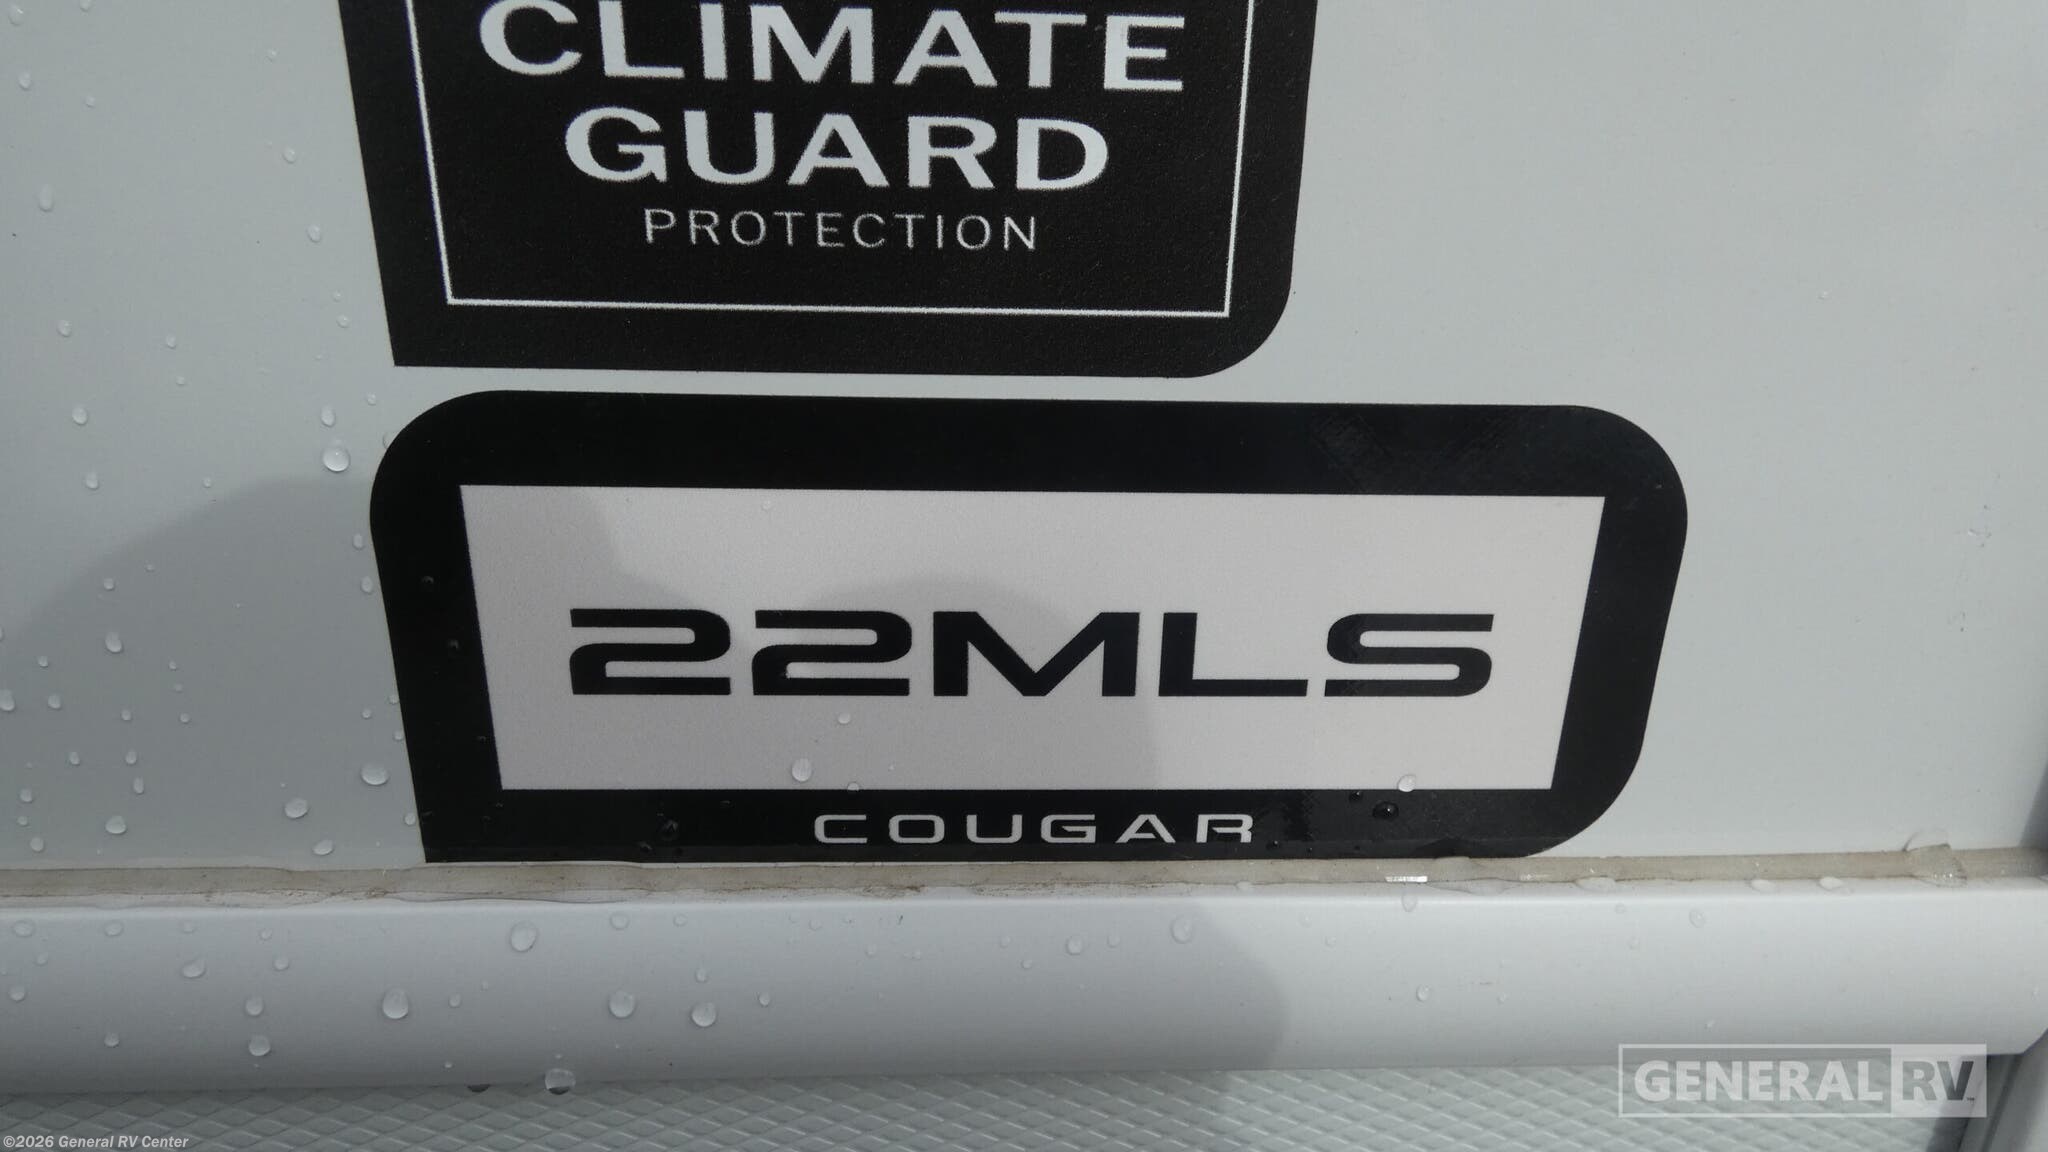 CLIMATE
GUARD
PROTECTION
22MLS
COUGAR
GENERAL RV
©2026 General RV Center